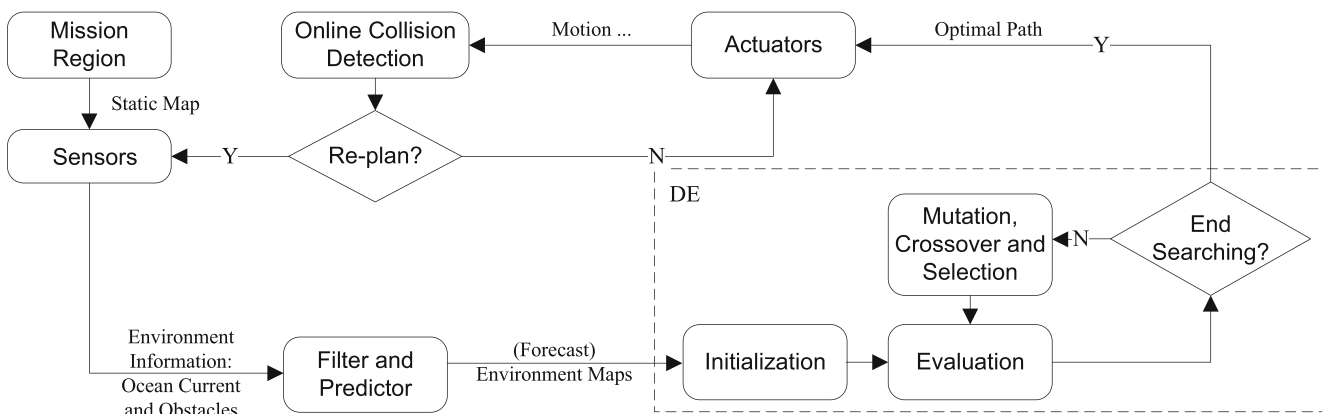 Mission
Region
Online Collision
Detection
Motion ...
Actuators
Optimal Path
Y
Static Map
Sensors
Y
Re-plan?
N
DE
Mutation,
Crossover and
Selection
N
End
Searching?
Environment
Information:
Ocean Current
and Obstacles
Filter and
Predictor
(Forecast)
Environment Maps
Initialization
Evaluation